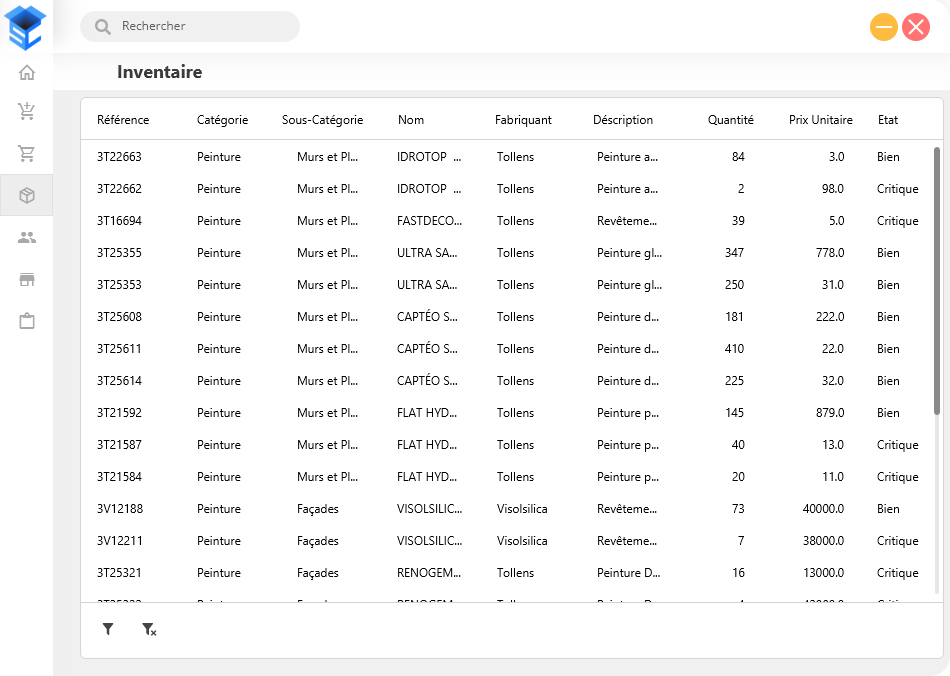 Rechercher
Inventaire
Référence Catégorie Sous-Catégorie Nom Fabriquant Déscription Quantité Prix Unitaire Etat
3T22663 Peinture Murs et Pl... IDROTOP ... Tollens Peinture a... 84 3.0 Bien
3T22662 Peinture Murs et Pl... IDROTOP ... Tollens Peinture a... 2 98.0 Critique
3T16694 Peinture Murs et Pl... FASTDECO... Tollens Revêteme... 39 5.0 Critique
3T25355 Peinture Murs et Pl... ULTRA SA... Tollens Peinture gl... 347 778.0 Bien
3T25353 Peinture Murs et Pl... ULTRA SA... Tollens Peinture gl... 250 31.0 Bien
3T25608 Peinture Murs et Pl... CAPTÉO S... Tollens Peinture d... 181 222.0 Bien
3T25611 Peinture Murs et Pl... CAPTÉO S... Tollens Peinture d... 410 22.0 Bien
3T25614 Peinture Murs et Pl... CAPTÉO S... Tollens Peinture d... 225 32.0 Bien
3T21592 Peinture Murs et Pl... FLAT HYD... Tollens Peinture p... 145 879.0 Bien
3T21587 Peinture Murs et Pl... FLAT HYD... Tollens Peinture p... 40 13.0 Critique
3T21584 Peinture Murs et Pl... FLAT HYD... Tollens Peinture p... 20 11.0 Critique
3V12188 Peinture Façades VISOLSILIC... Visolsilica Revêteme... 73 40000.0 Bien
3V12211 Peinture Façades VISOLSILIC... Visolsilica Revêteme... 7 38000.0 Critique
3T25321 Peinture Façades RENOGEM... Tollens Peinture D... 16 13000.0 Critique